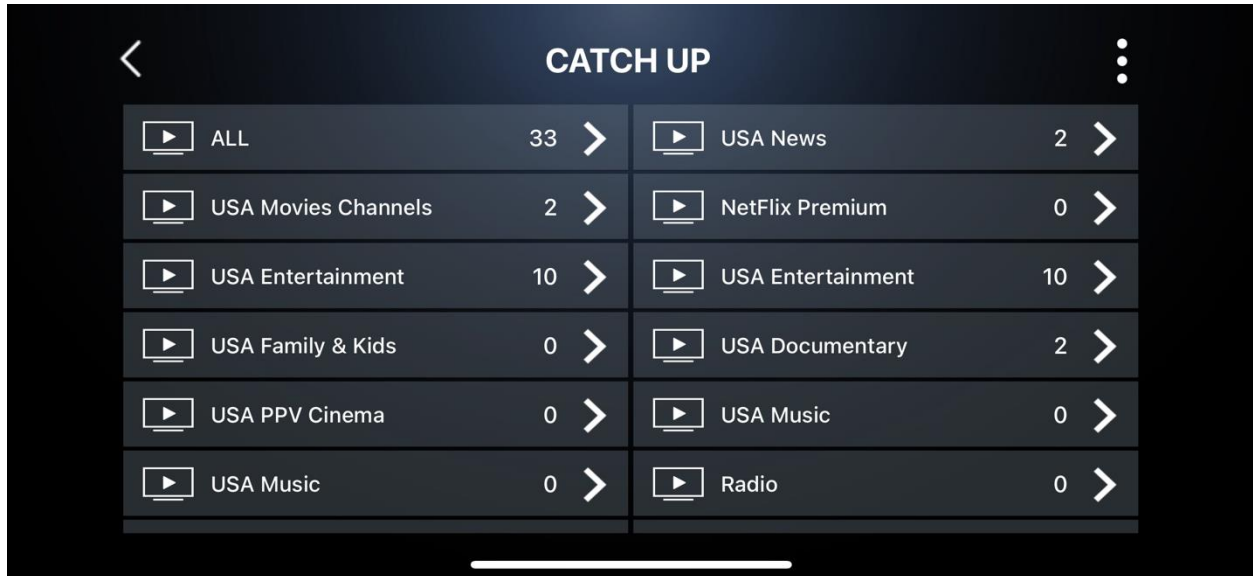 CATCH UP
ALL 33
USA News 2
USA Movies Channels 2
NetFlix Premium 0
USA Entertainment 10
USA Entertainment 10
USA Family & Kids 0
USA Documentary 2
USA PPV Cinema 0
USA Music 0
USA Music 0
Radio 0